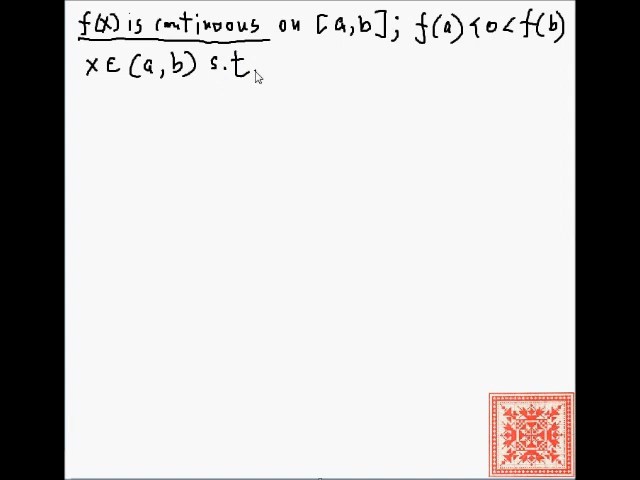 f(x) is continuous on [a,b]; f(a)<0<f(b)
x ∈ (a,b) s.t.